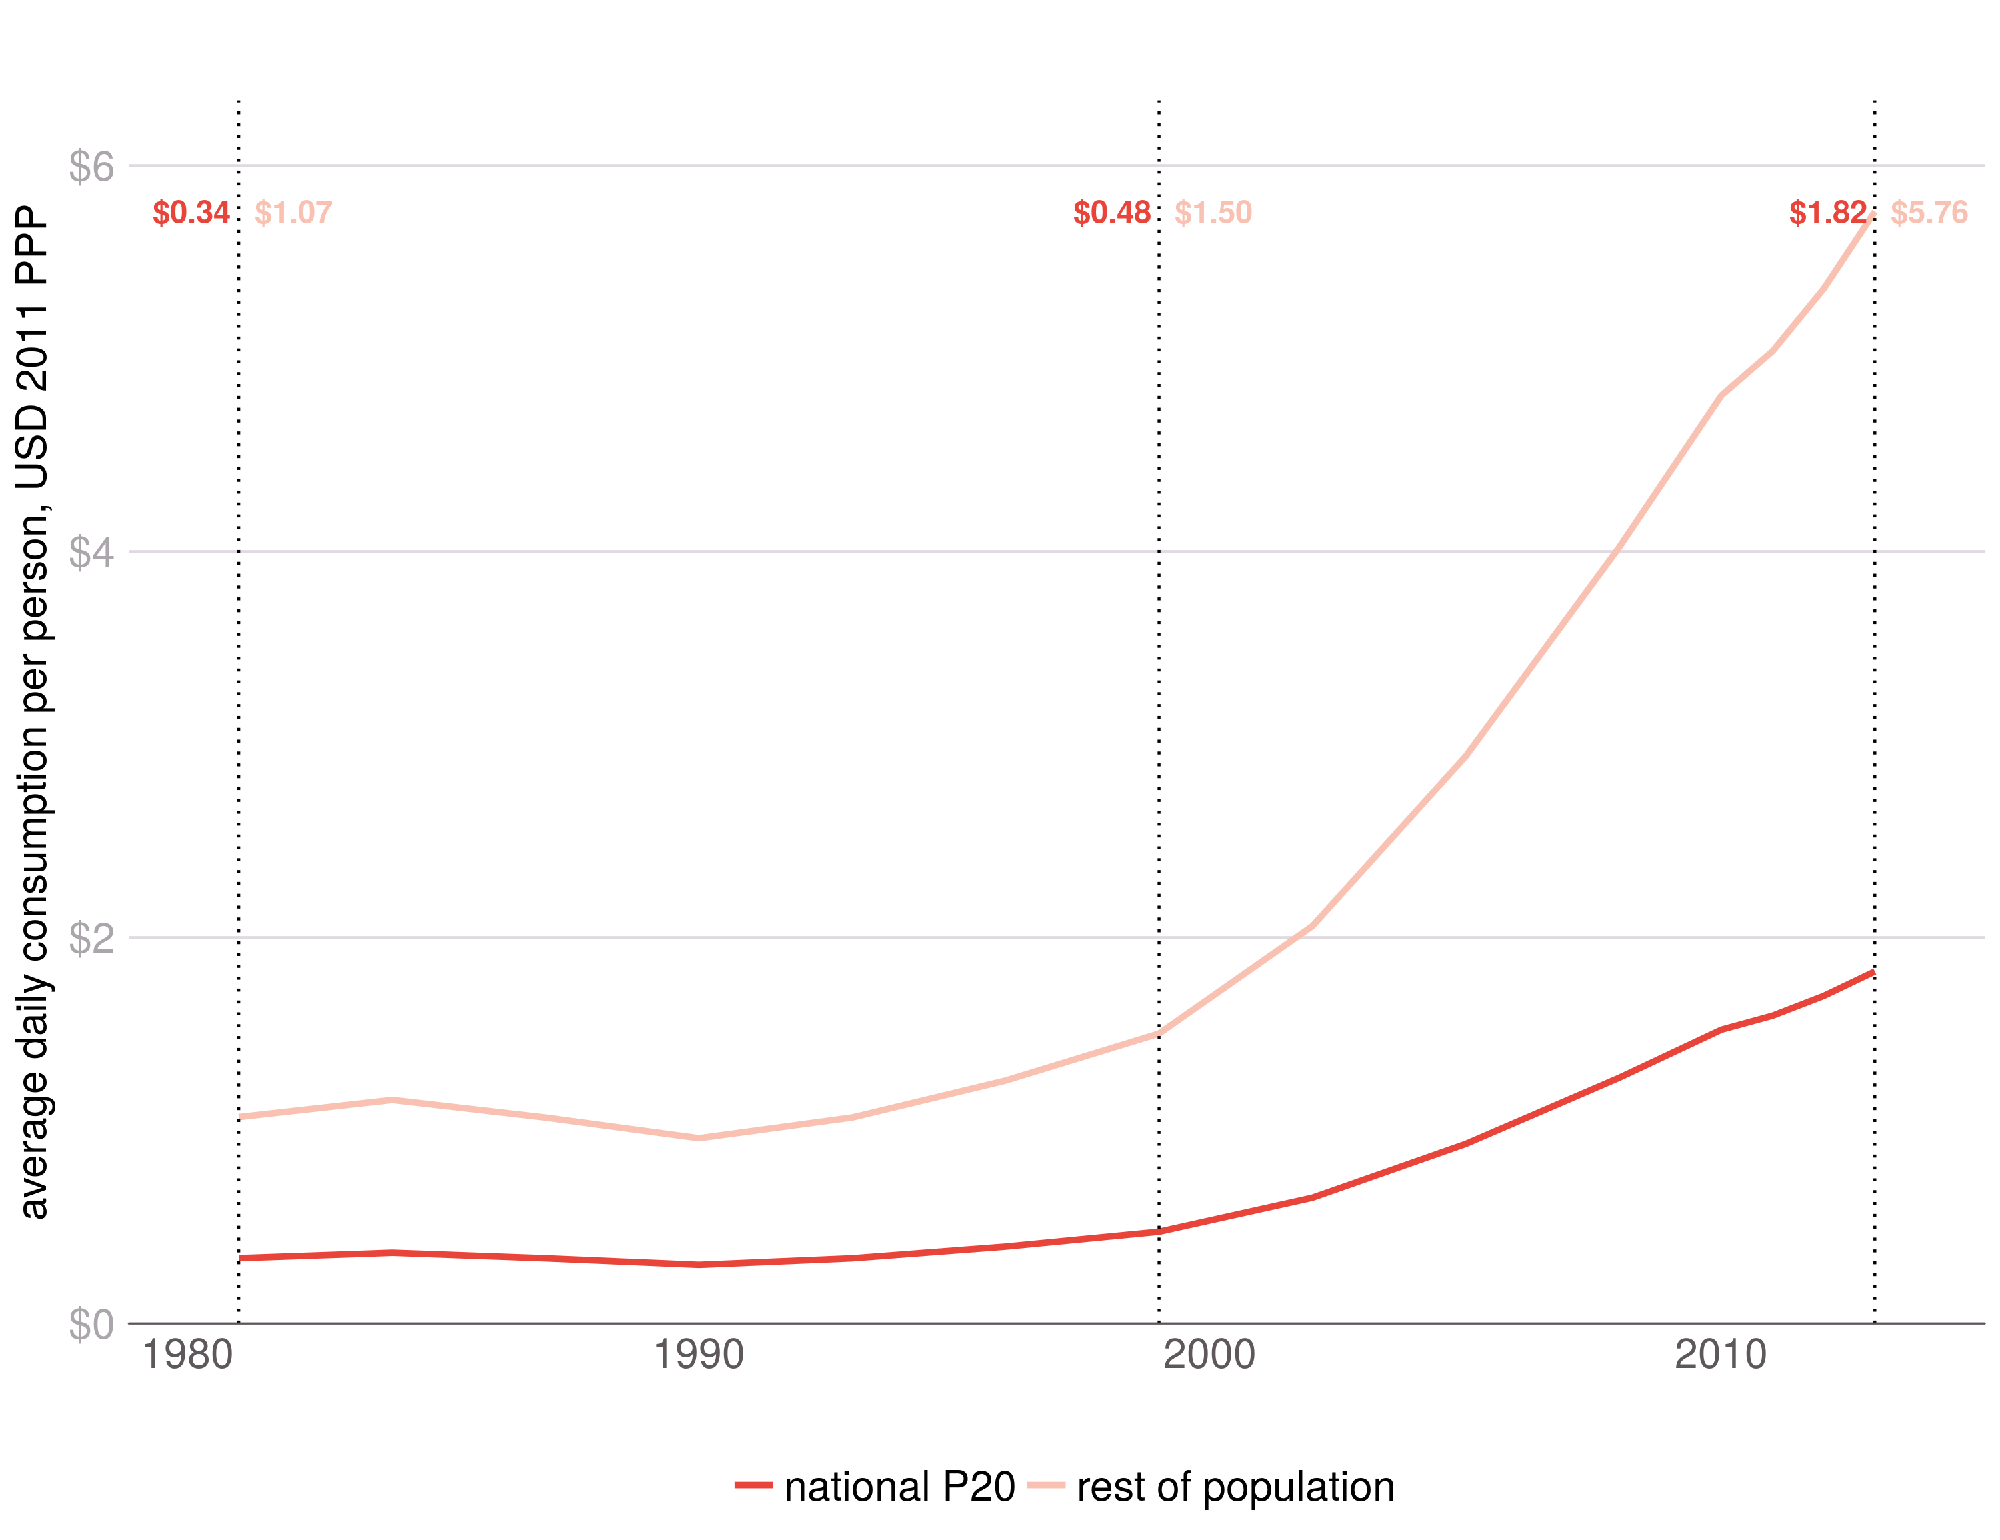 average daily consumption per person, USD 2011 PPP
$6
$0.34 $1.07 $0.48 $1.50 $1.82 $5.76
$4
$2
$0
1980 1990 2000 2010
national P20 rest of population